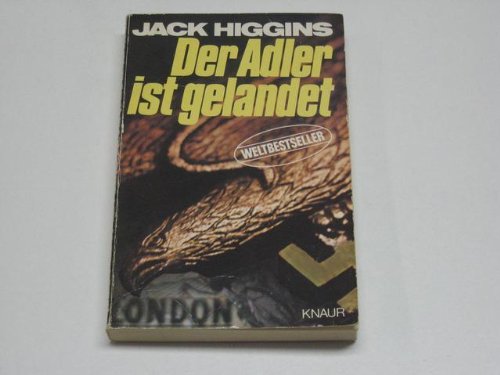 JACK HIGGINS
Der Adler
ist gelandet
WELTBESTSELLER
LONDON
KNAUR